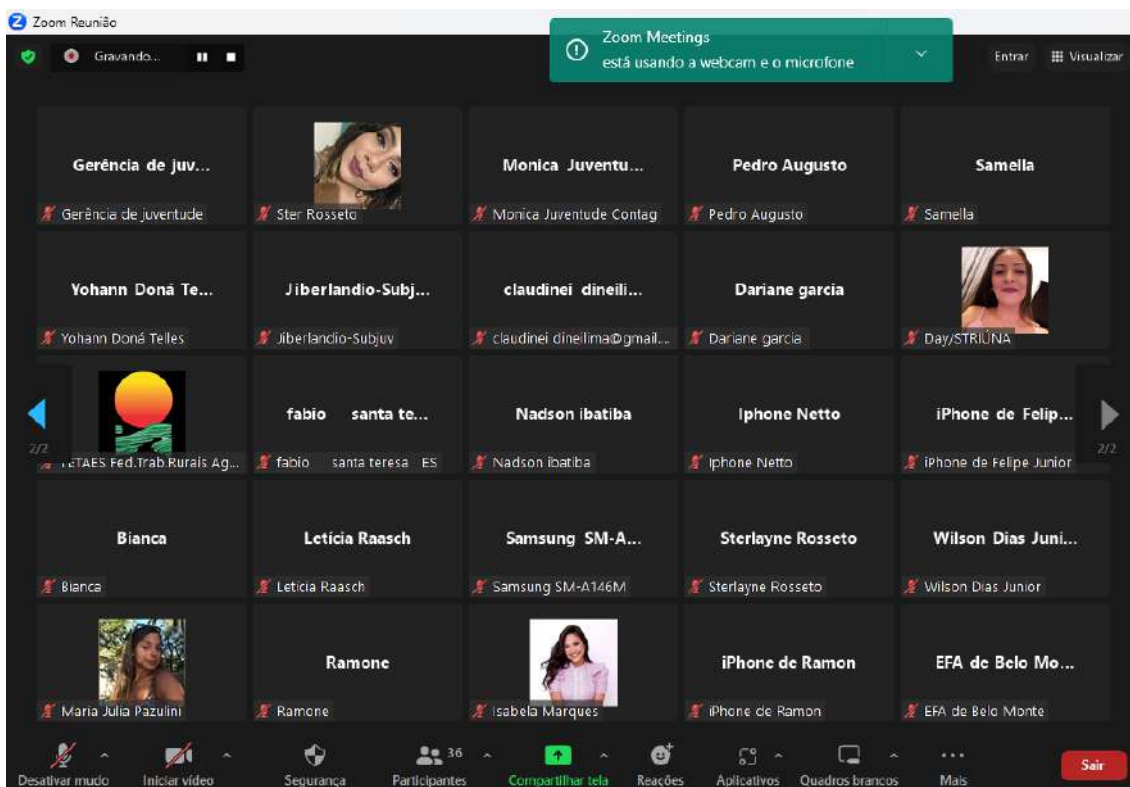 Zoom Reunião
Zoom Meetings
está usando a webcam e o microfone
Gravando...
Entrar
Visualizar
Gerência de juv...
Monica Juventu...
Pedro Augusto
Samella
Gerência de juventude
Ster Rosseto
Monica Juventude Contag
Pedro Augusto
Samella
Yohann Doná Te...
Jiberlandio-Subj...
claudinei dineili...
Dariane garcia
Yohann Doná Telles
Jiberlandio-Subjuv
claudinei dineilima@gmail...
Dariane garcia
Day/STRIÚNA
fabio santa te...
Nadson ibatiba
Iphone Netto
iPhone de Felip...
2/2
2/2
FETAES Fed.Trab.Rurais Ag...
fabio santa teresa ES
Nadson ibatiba
Iphone Netto
iPhone de Felipe Junior
Bianca
Letícia Raasch
Samsung SM-A...
Sterlayne Rosseto
Wilson Dias Juni...
Bianca
Letícia Raasch
Samsung SM-A146M
Sterlayne Rosseto
Wilson Dias Junior
Ramone
iPhone de Ramon
EFA de Belo Mo...
Maria Julia Pazulini
Ramone
Isabela Marques
iPhone de Ramon
EFA de Belo Monte
36
Desativar mudo
Iniciar vídeo
Segurança
Participantes
Compartilhar tela
Reações
Aplicativos
Quadros brancos
Mais
Sair